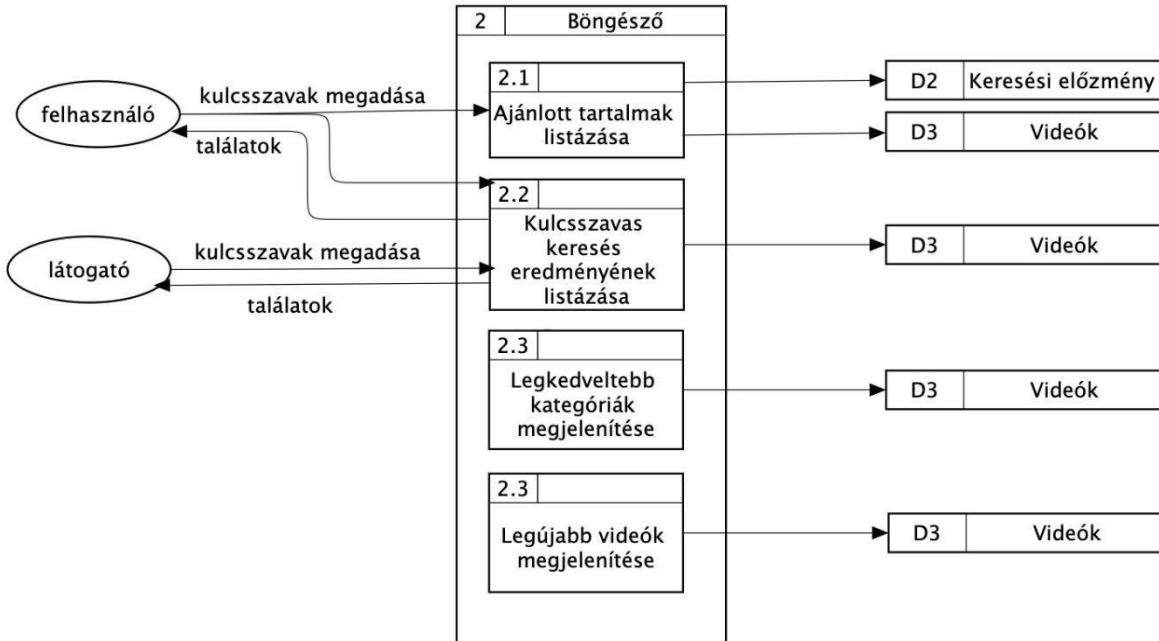 2 Böngésző
2.1
Ajánlott tartalmak
listázása
D2 Keresési előzmény
D3 Videók
felhasználó
kulcsszavak megadása
találatok
2.2
Kulcsszavas
keresés
eredményének
listázása
D3 Videók
látogató
kulcsszavak megadása
találatok
2.3
Legkedveltebb
kategóriák
megjelenítése
D3 Videók
2.3
Legújabb videók
megjelenítése
D3 Videók